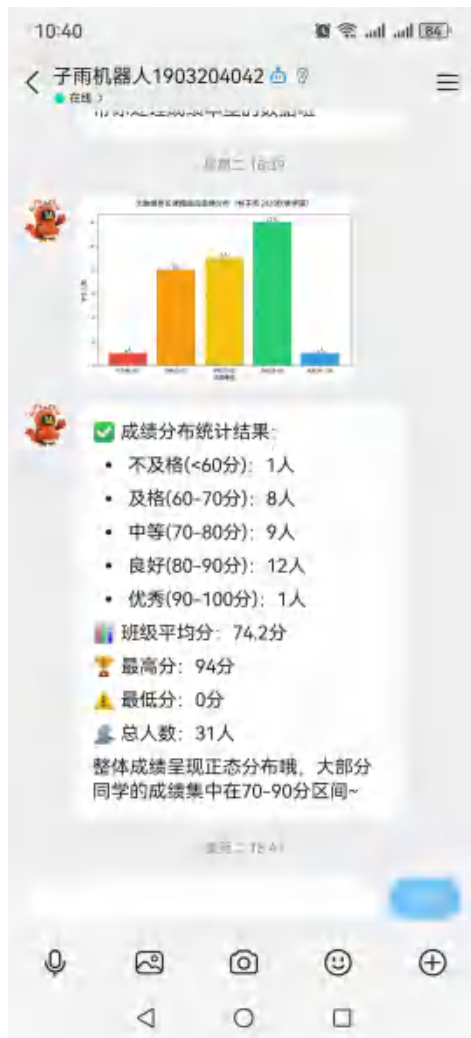 10:40
84
子雨机器人1903204042
在线
✅ 成绩分布统计结果:
• 不及格(<60分): 1人
• 及格(60-70分): 8人
• 中等(70-80分): 9人
• 良好(80-90分): 12人
• 优秀(90-100分): 1人
📊 班级平均分: 74.2分
🏆 最高分: 94分
⚠️ 最低分: 0分
👥 总人数: 31人
整体成绩呈现正态分布哦，大部分
同学的成绩集中在70-90分区间~